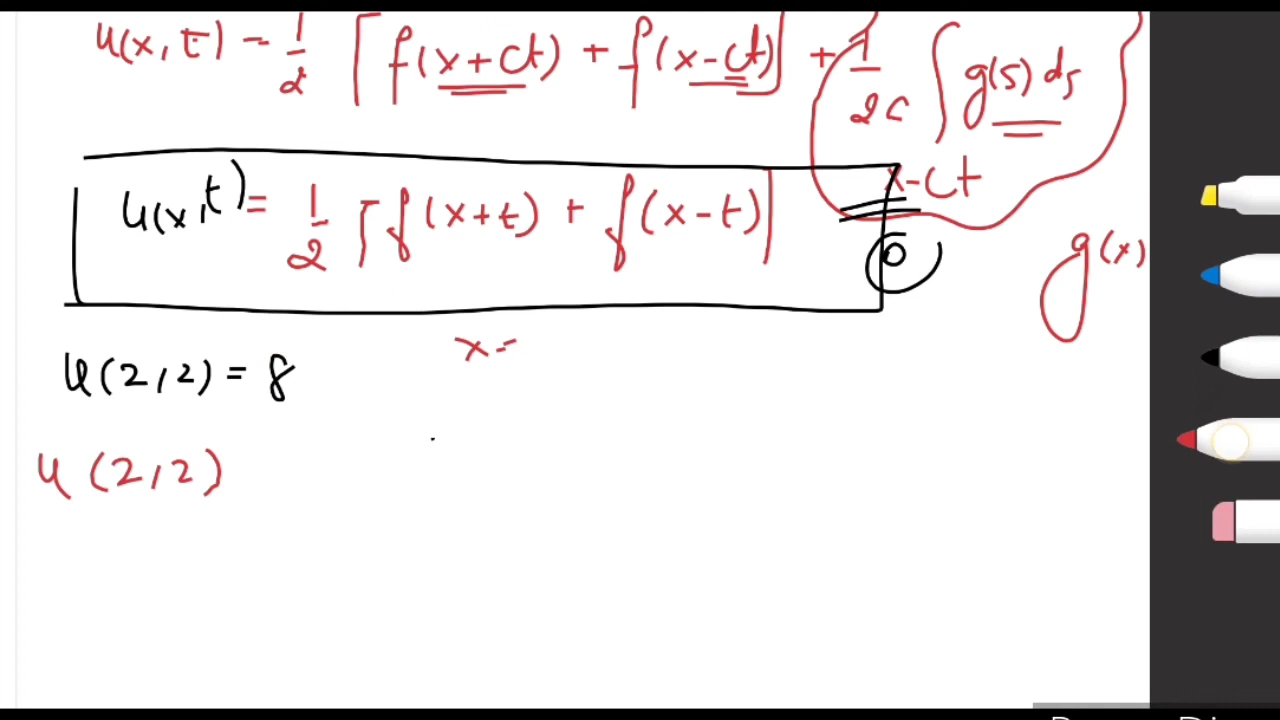 u(x,t) = 1/2 [f(x+ct) + f(x-ct)] + 1/2c ∫ g(s) ds
x-ct
u(x,t) = 1/2 [f(x+t) + f(x-t)]
0
g(x)
x=
u(2,2) = 8
u(2,2)